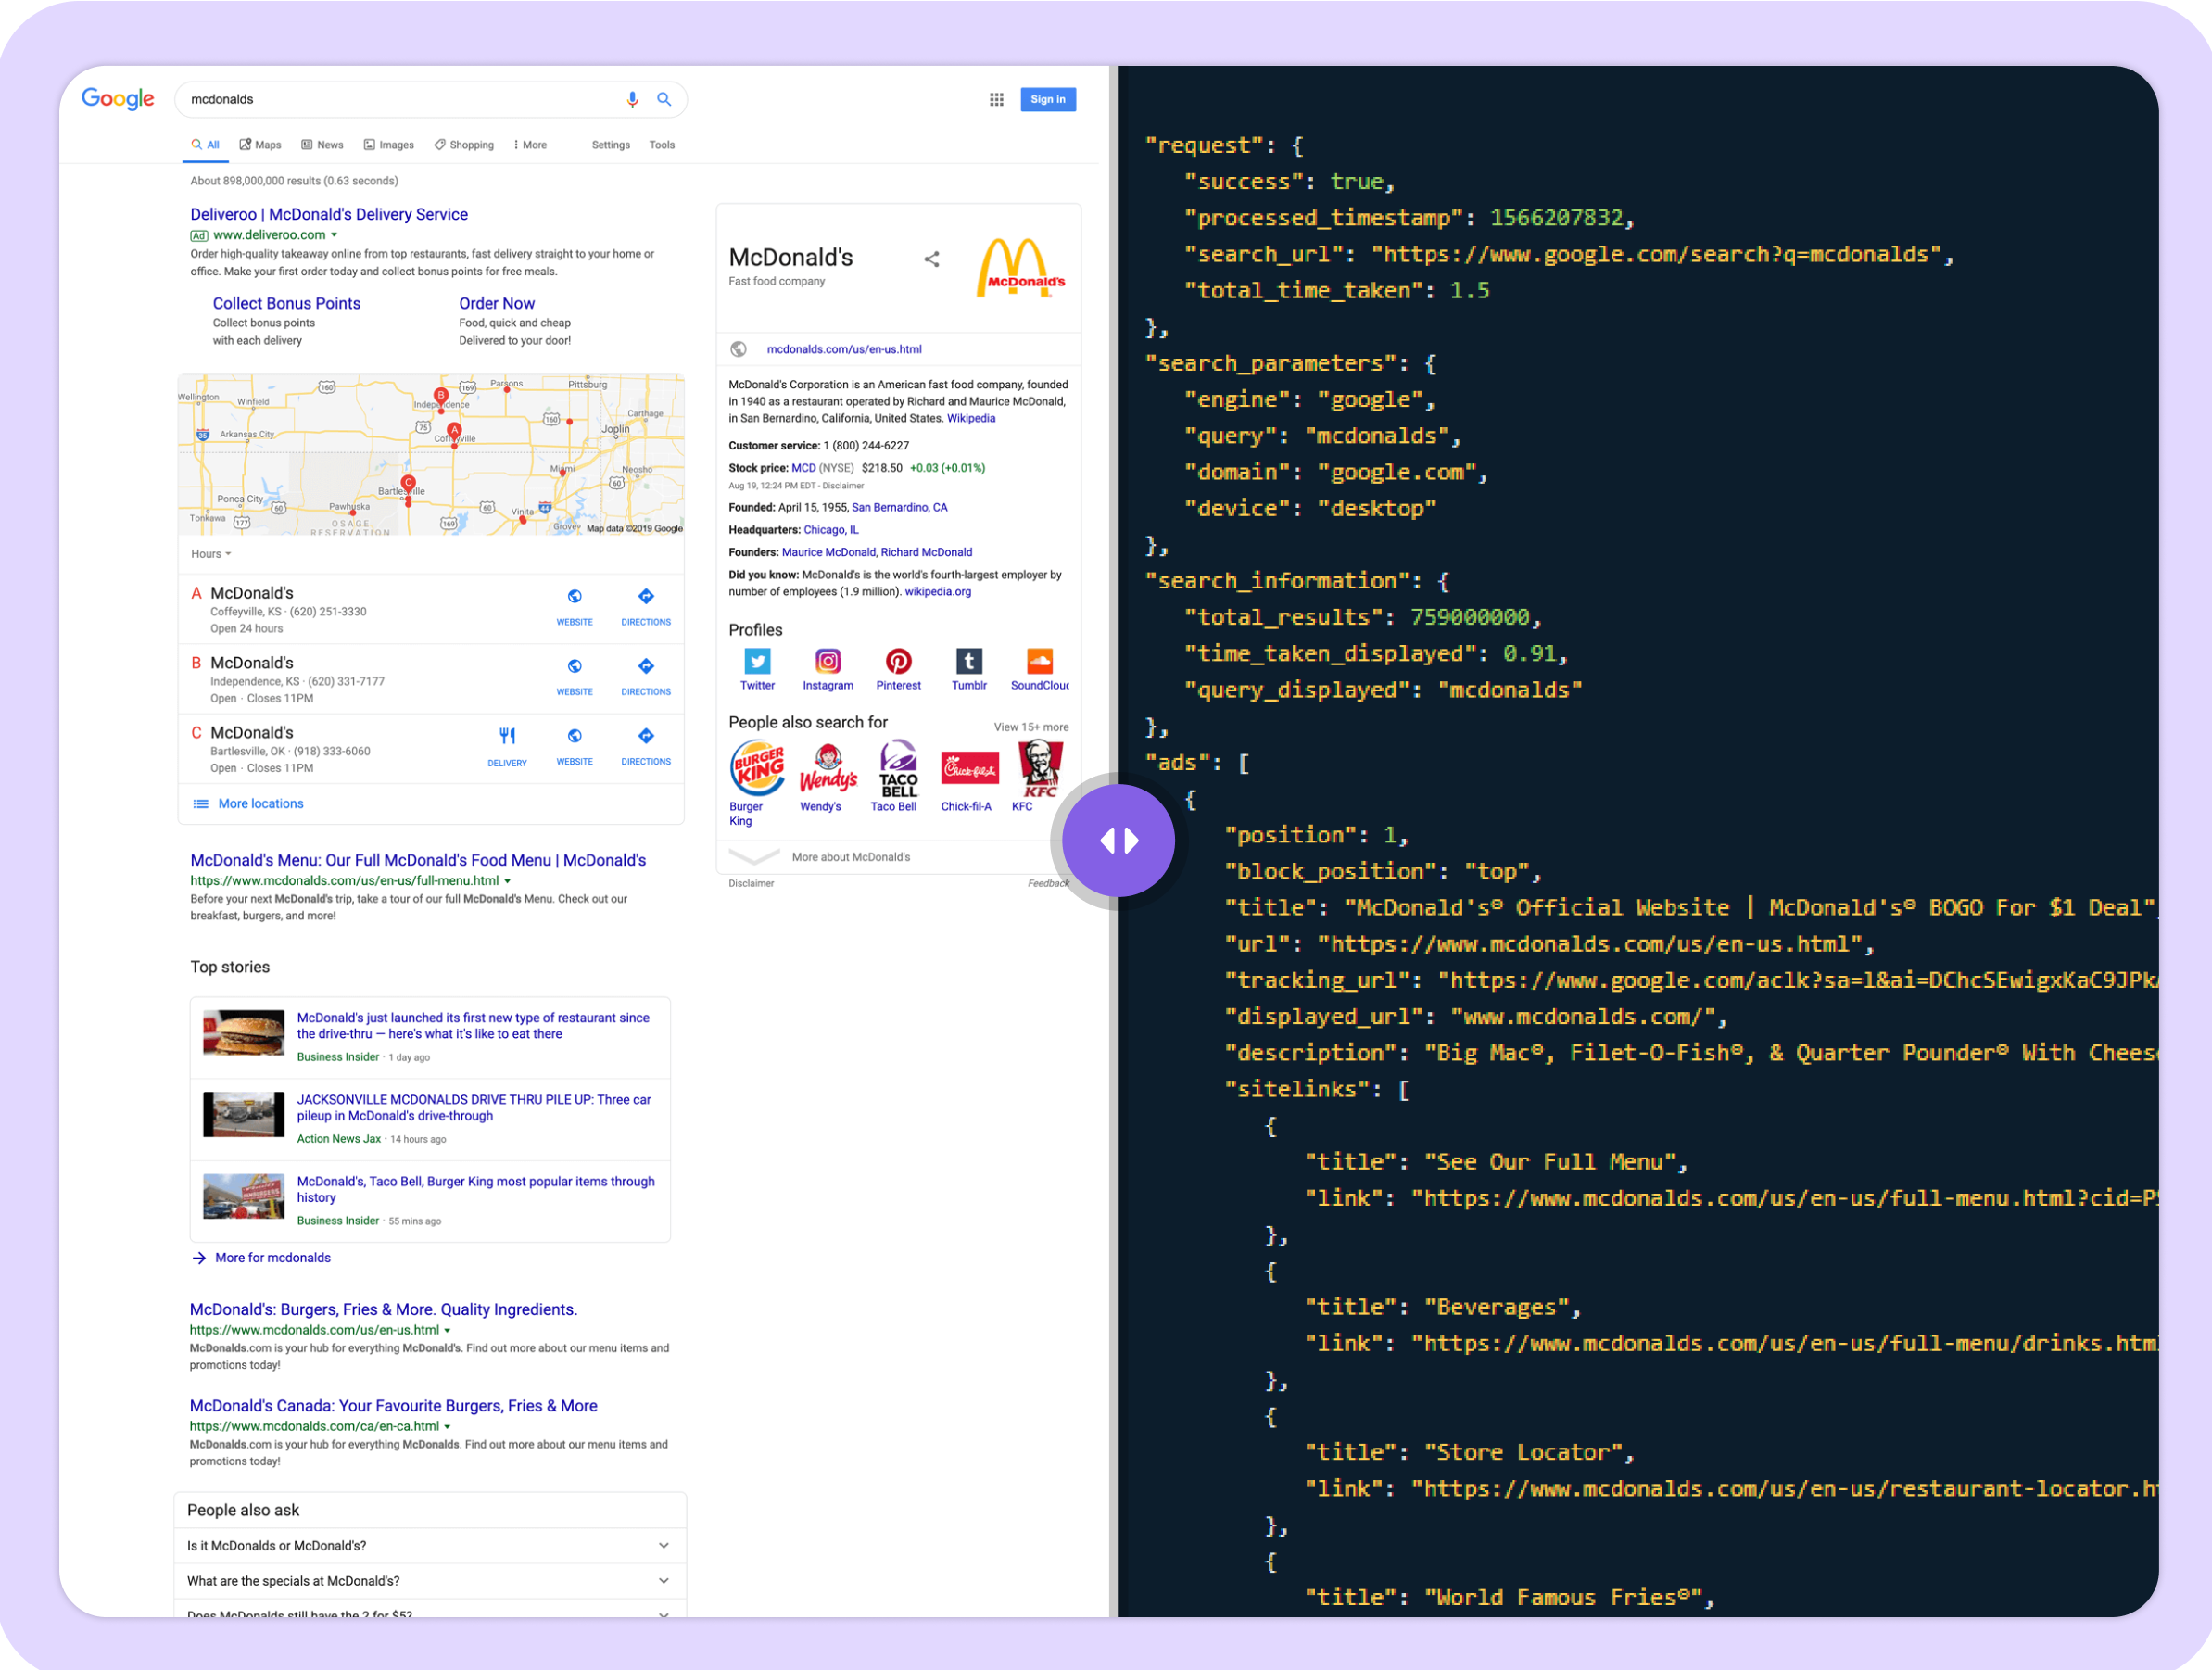 Google
mcdonalds
Sign in
All Maps News Images Shopping More Settings Tools
About 898,000,000 results (0.63 seconds)
Deliveroo | McDonald's Delivery Service
Ad www.deliveroo.com
Order high-quality takeaway online from top restaurants, fast delivery straight to your home or
office. Make your first order today and collect bonus points for free meals.
Collect Bonus Points
Collect bonus points
with each delivery
Order Now
Food, quick and cheap
Delivered to your door!
Wellington
Winfield
160
169
Parsons
Pittsburg
B
Independence
75
160
Carthage
35
Arkansas City
A
Coffeyville
Joplin
Miami
Neosho
60
C
Bartlesville
Ponca City
60
Pawhuska
60
44
Vinita
Tonkawa
177
OSAGE
RESERVATION
169
Grove
Map data ©2019 Google
Hours
A McDonald's
Coffeyville, KS · (620) 251-3330
Open 24 hours
WEBSITE DIRECTIONS
B McDonald's
Independence, KS · (620) 331-7177
Open · Closes 11PM
WEBSITE DIRECTIONS
C McDonald's
Bartlesville, OK · (918) 333-6060
Open · Closes 11PM
DELIVERY WEBSITE DIRECTIONS
More locations
McDonald's Menu: Our Full McDonald's Food Menu | McDonald's
https://www.mcdonalds.com/us/en-us/full-menu.html
Before your next McDonald's trip, take a tour of our full McDonald's Menu. Check out our
breakfast, burgers, and more!
Top stories
McDonald's just launched its first new type of restaurant since
the drive-thru — here's what it's like to eat there
Business Insider · 1 day ago
JACKSONVILLE MCDONALDS DRIVE THRU PILE UP: Three car
pileup in McDonald's drive-through
Action News Jax · 14 hours ago
McDonald's, Taco Bell, Burger King most popular items through
history
Business Insider · 55 mins ago
More for mcdonalds
McDonald's: Burgers, Fries & More. Quality Ingredients.
https://www.mcdonalds.com/us/en-us.html
McDonalds.com is your hub for everything McDonald's. Find out more about our menu items and
promotions today!
McDonald's Canada: Your Favourite Burgers, Fries & More
https://www.mcdonalds.com/ca/en-ca.html
McDonalds.com is your hub for everything McDonalds. Find out more about our menu items and
promotions today!
People also ask
Is it McDonalds or McDonald's?
What are the specials at McDonald's?
Does McDonalds still have the 2 for $5?
McDonald's
Fast food company
McDonald's
mcdonalds.com/us/en-us.html
McDonald's Corporation is an American fast food company, founded
in 1940 as a restaurant operated by Richard and Maurice McDonald,
in San Bernardino, California, United States. Wikipedia
Customer service: 1 (800) 244-6227
Stock price: MCD (NYSE) $218.50 +0.03 (+0.01%)
Aug 19, 12:24 PM EDT - Disclaimer
Founded: April 15, 1955, San Bernardino, CA
Headquarters: Chicago, IL
Founders: Maurice McDonald, Richard McDonald
Did you know: McDonald's is the world's fourth-largest employer by
number of employees (1.9 million). wikipedia.org
Profiles
Twitter Instagram Pinterest Tumblr SoundClou
People also search for
View 15+ more
BURGER
KING
Wendy's
TACO
BELL
Chick-fil-A
KFC
Burger
King
Wendy's
Taco Bell
Chick-fil-A
KFC
More about McDonald's
Disclaimer
Feedback
"request": {
"success": true,
"processed_timestamp": 1566207832,
"search_url": "https://www.google.com/search?q=mcdonalds",
"total_time_taken": 1.5
},
"search_parameters": {
"engine": "google",
"query": "mcdonalds",
"domain": "google.com",
"device": "desktop"
},
"search_information": {
"total_results": 759000000,
"time_taken_displayed": 0.91,
"query_displayed": "mcdonalds"
},
"ads": [
{
"position": 1,
"block_position": "top",
"title": "McDonald's® Official Website | McDonald's® BOGO For $1 Deal",
"url": "https://www.mcdonalds.com/us/en-us.html",
"tracking_url": "https://www.google.com/aclk?sa=l&ai=DChcSEwigxKaC9JPk
"displayed_url": "www.mcdonalds.com/",
"description": "Big Mac®, Filet-O-Fish®, & Quarter Pounder® With Chees
"sitelinks": [
{
"title": "See Our Full Menu",
"link": "https://www.mcdonalds.com/us/en-us/full-menu.html?cid=P
},
{
"title": "Beverages",
"link": "https://www.mcdonalds.com/us/en-us/full-menu/drinks.htm
},
{
"title": "Store Locator",
"link": "https://www.mcdonalds.com/us/en-us/restaurant-locator.h
},
{
"title": "World Famous Fries®",